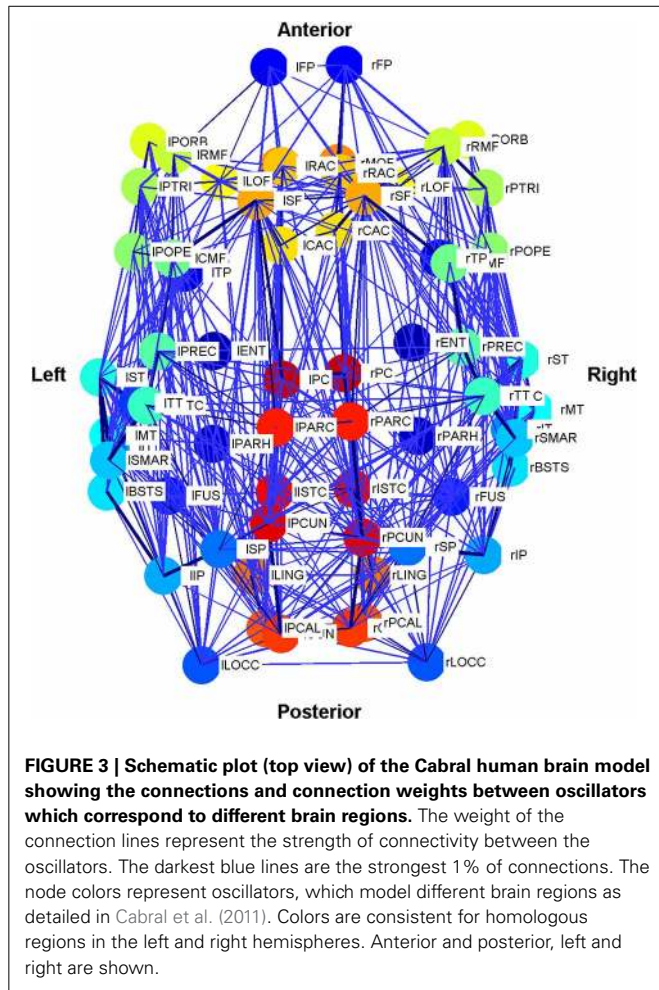 Anterior
lFP rFP
lPORB PORB
lRMF rRMF
lRAC rMOF
rRAC
lPTRI lLOF rLOF rPTRI
lSF rSF
lCAC rCAC
lPOPE rPOPE
lCMF rTP MF
lTP
lPREC lENT rENT rPREC
rST
Left lST lPC rPC Right
lTT TC rTT C
rMT
lPARC rPARC
lMT lPARH rPARH rSMAR
lSMAR
rBSTS
lBSTS lFUS lISTC rISTC rFUS
lPCUN rPCUN
lSP rSP rIP
lIP lLING rLING
lPCAL rPCAL
lLOCC rLOCC
Posterior
FIGURE 3 | Schematic plot (top view) of the Cabral human brain model
showing the connections and connection weights between oscillators
which correspond to different brain regions. The weight of the
connection lines represent the strength of connectivity between the
oscillators. The darkest blue lines are the strongest 1% of connections. The
node colors represent oscillators, which model different brain regions as
detailed in Cabral et al. (2011). Colors are consistent for homologous
regions in the left and right hemispheres. Anterior and posterior, left and
right are shown.